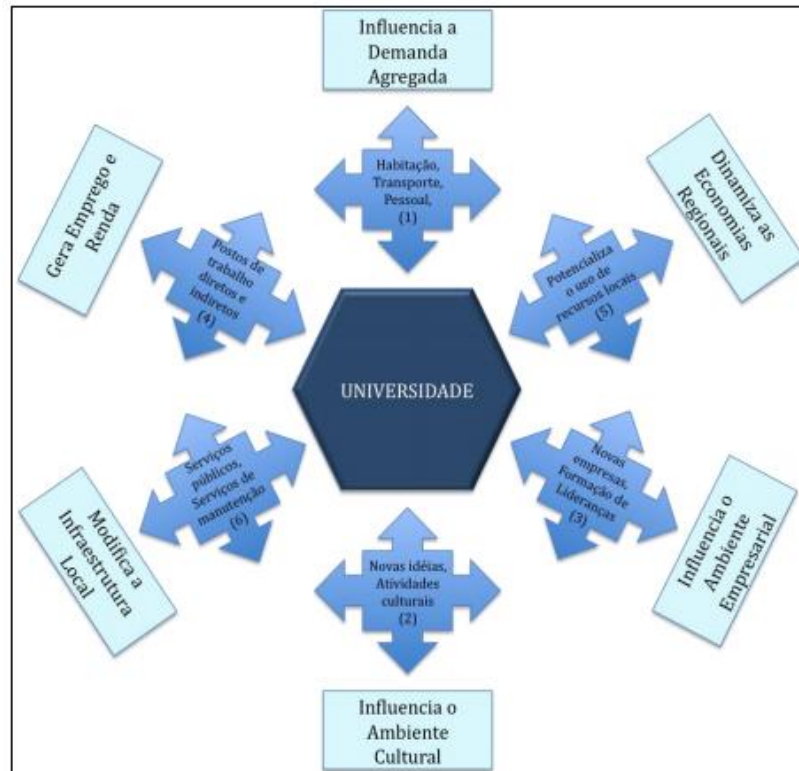 Influencia a
Demanda
Agregada
Habitação,
Transporte,
Pessoal,
(1)
Gera Emprego e
Renda
Postos de
trabalho
diretos e
indiretos
(4)
Dinamiza as
Economias
Regionais
Potencializa
o uso de
recursos locais
(5)
UNIVERSIDADE
Modifica a
Infraestrutura
Local
Serviços
públicos,
Serviços de
manutenção
(6)
Novas
empresas,
Formação de
Lideranças
(3)
Influencia o
Ambiente
Empresarial
Novas idéias,
Atividades
culturais
(2)
Influencia o
Ambiente
Cultural